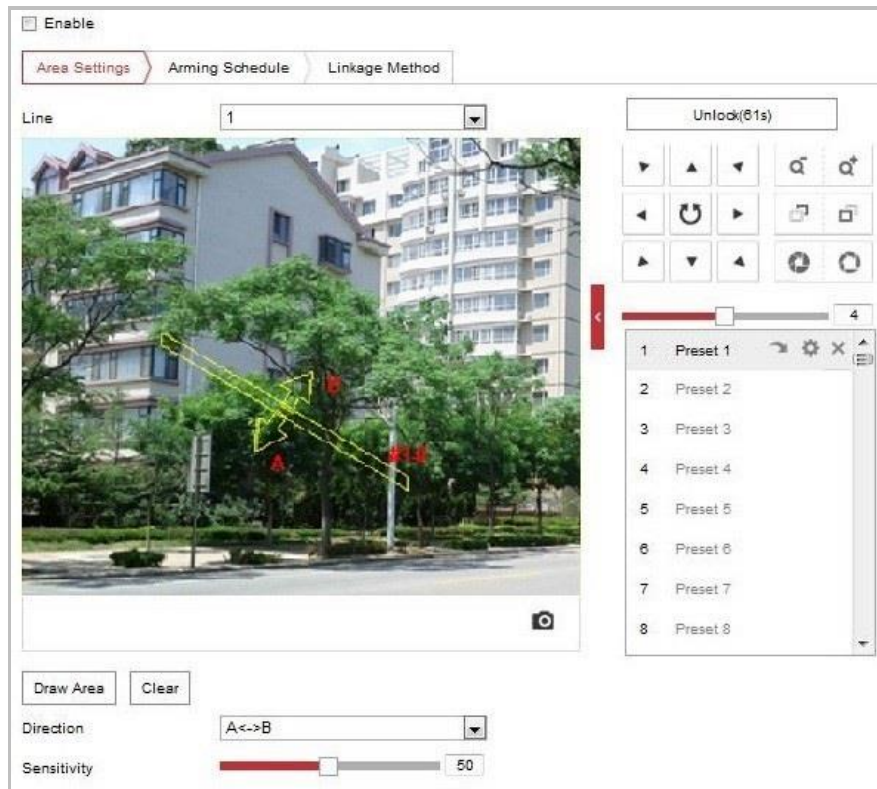 Enable
Area Settings
Arming Schedule
Linkage Method
Line
1
Unlock(61s)
B
A
4
1 Preset 1
2 Preset 2
3 Preset 3
4 Preset 4
5 Preset 5
6 Preset 6
7 Preset 7
8 Preset 8
Draw Area
Clear
Direction
A<->B
Sensitivity
50